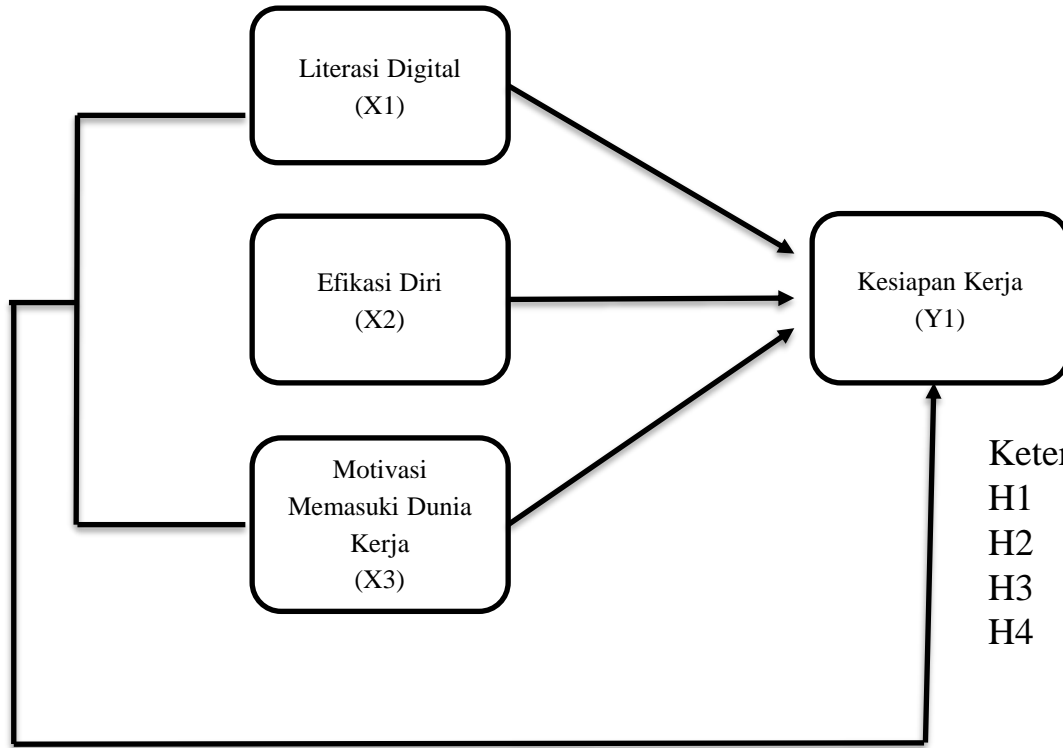 Literasi Digital
(X1)
Efikasi Diri
(X2)
Motivasi
Memasuki Dunia
Kerja
(X3)
Kesiapan Kerja
(Y1)
H1
H2
H3
H4